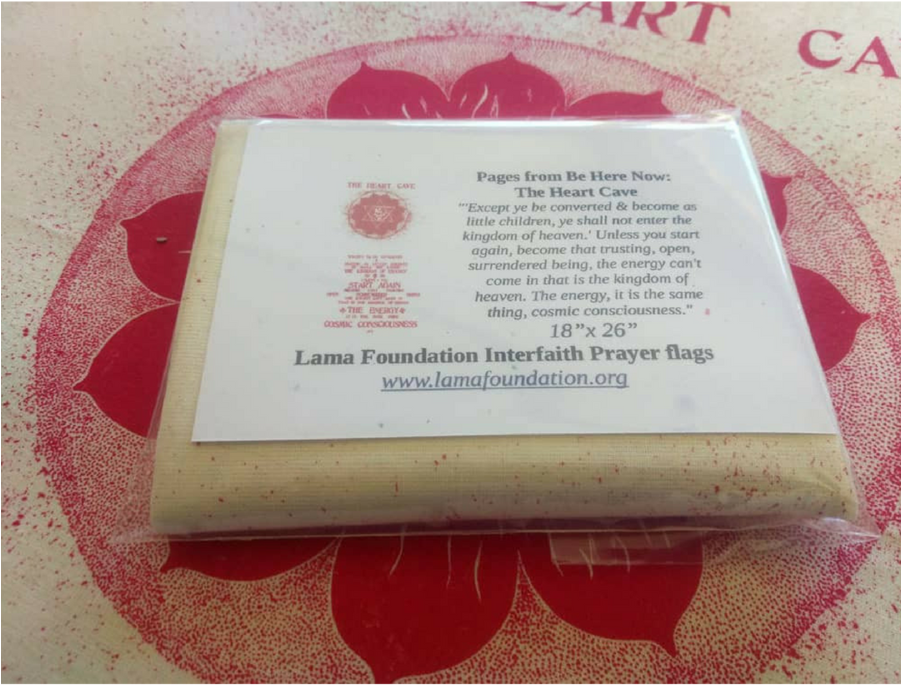 HEART
CA
THE HEART CAVE
START AGAIN
THE ENERGY
COSMIC CONSCIOUSNESS
Pages from Be Here Now:
The Heart Cave
"'Except ye be converted & become as
little children, ye shall not enter the
kingdom of heaven.' Unless you start
again, become that trusting, open,
surrendered being, the energy can't
come in that is the kingdom of
heaven. The energy, it is the same
thing, cosmic consciousness."
18”x 26”
Lama Foundation Interfaith Prayer flags
www.lamafoundation.org